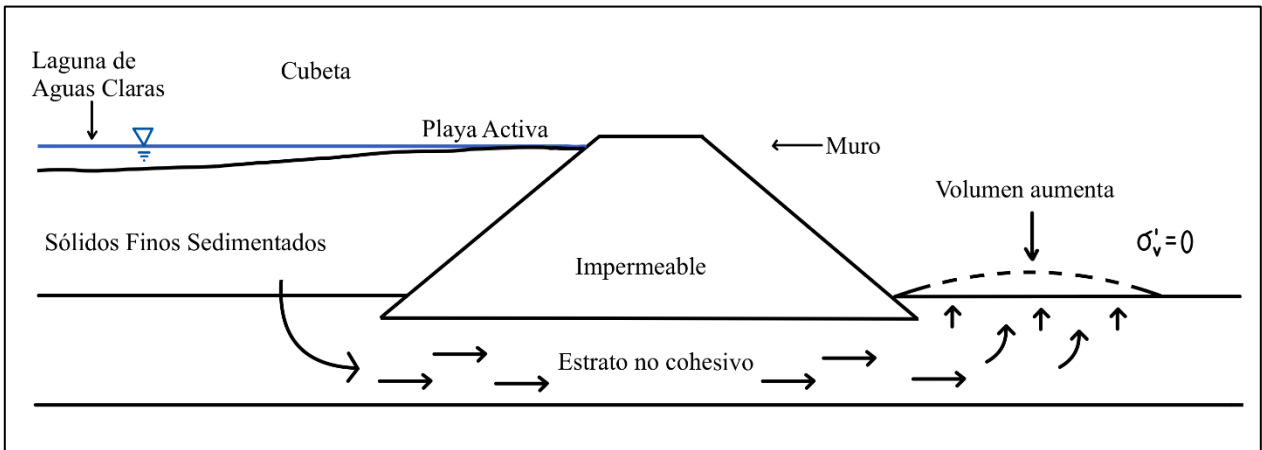 Laguna de
Aguas Claras
Cubeta
Playa Activa
Muro
Volumen aumenta
σ'v=0
Sólidos Finos Sedimentados
Impermeable
Estrato no cohesivo